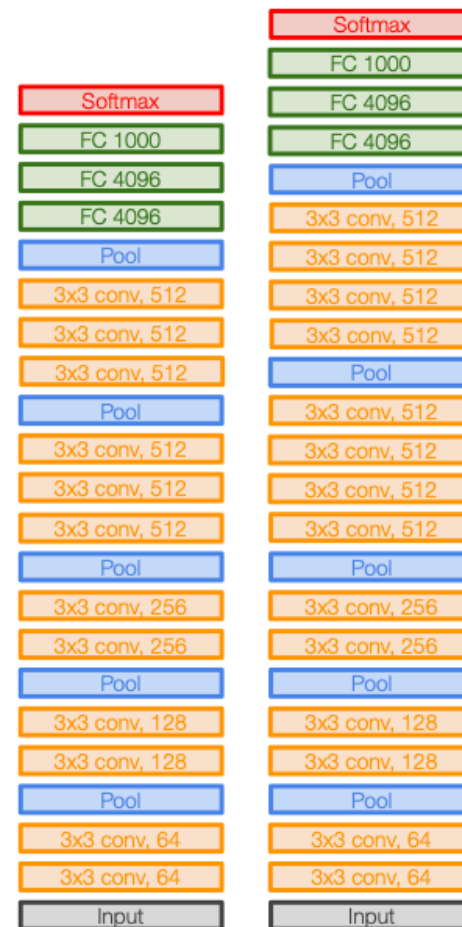 Softmax
FC 1000
FC 4096
FC 4096
Pool
3x3 conv, 512
3x3 conv, 512
3x3 conv, 512
Pool
3x3 conv, 512
3x3 conv, 512
3x3 conv, 512
Pool
3x3 conv, 256
3x3 conv, 256
Pool
3x3 conv, 128
3x3 conv, 128
Pool
3x3 conv, 64
3x3 conv, 64
Input
Softmax
FC 1000
FC 4096
FC 4096
Pool
3x3 conv, 512
3x3 conv, 512
3x3 conv, 512
3x3 conv, 512
Pool
3x3 conv, 512
3x3 conv, 512
3x3 conv, 512
3x3 conv, 512
Pool
3x3 conv, 256
3x3 conv, 256
Pool
3x3 conv, 128
3x3 conv, 128
Pool
3x3 conv, 64
3x3 conv, 64
Input